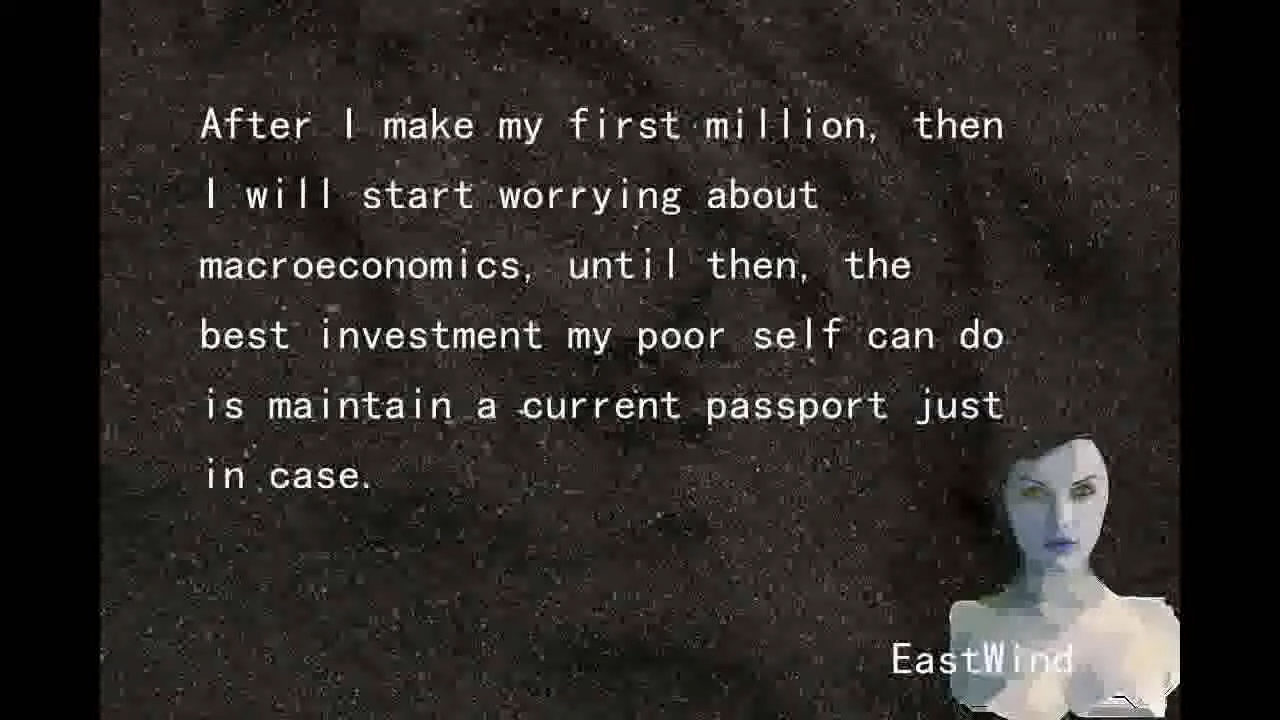 After I make my first million, then
I will start worrying about
macroeconomics, until then, the
best investment my poor self can do
is maintain a current passport just
in case.
EastWind